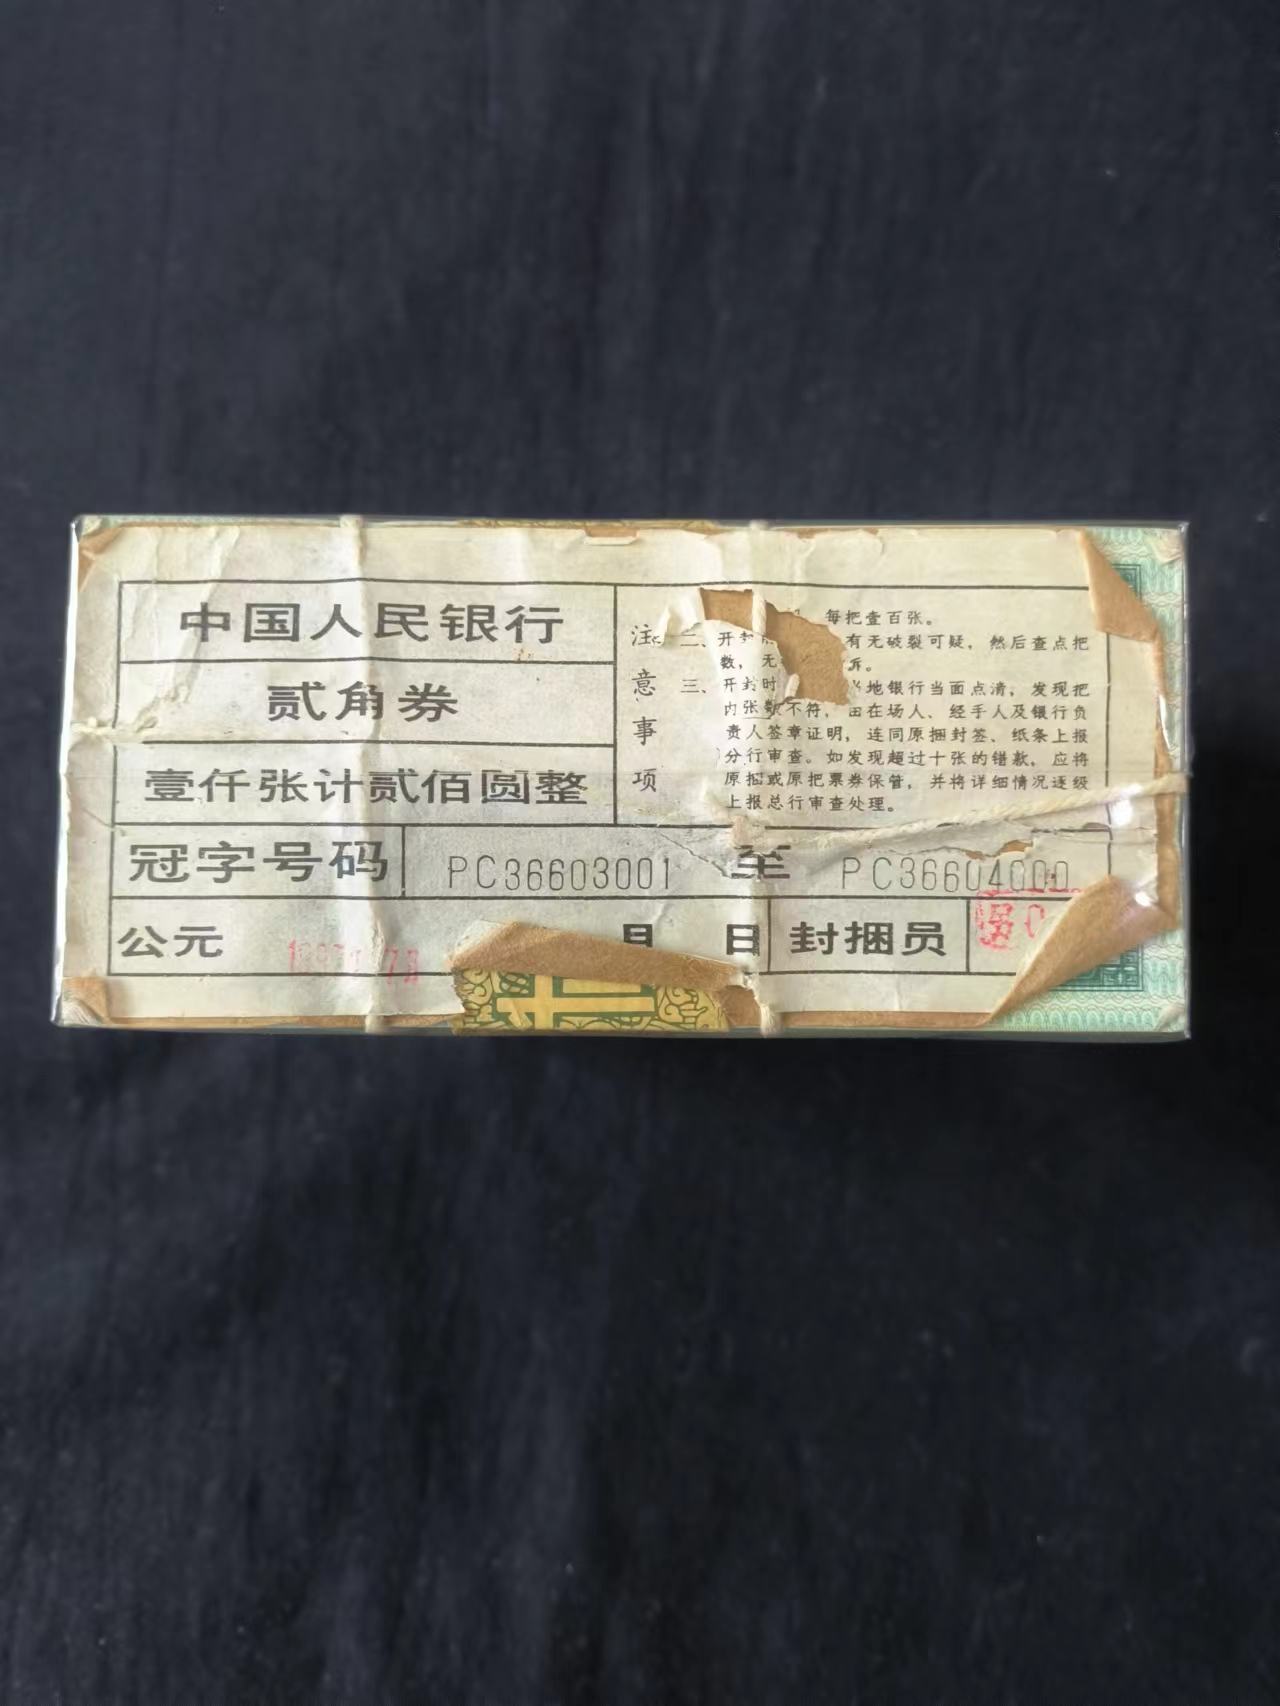 中国人民银行
贰角券
壹仟张计贰佰圆整
注意事项
每把壹百张。
二、开封 有无破裂可疑，然后查点把
数，无 诉。
三、开封时 当地银行当面点清，发现把
内张数不符，由在场人、经手人及银行负
责人签章证明，连同原捆封签、纸条上报
分行审查。如发现超过十张的错款，应将
原捆或原把票券保管，并将详细情况逐级
上报总行审查处理。
冠字号码 PC36603001 至 PC36604000
公元 月 日 封捆员